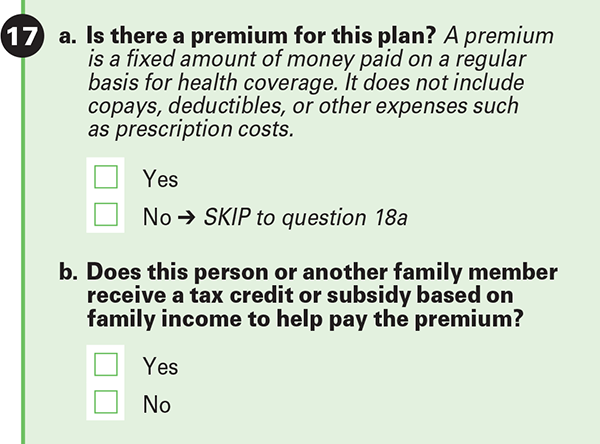 17 a. Is there a premium for this plan? A premium
is a fixed amount of money paid on a regular
basis for health coverage. It does not include
copays, deductibles, or other expenses such
as prescription costs.
Yes
No → SKIP to question 18a
b. Does this person or another family member
receive a tax credit or subsidy based on
family income to help pay the premium?
Yes
No